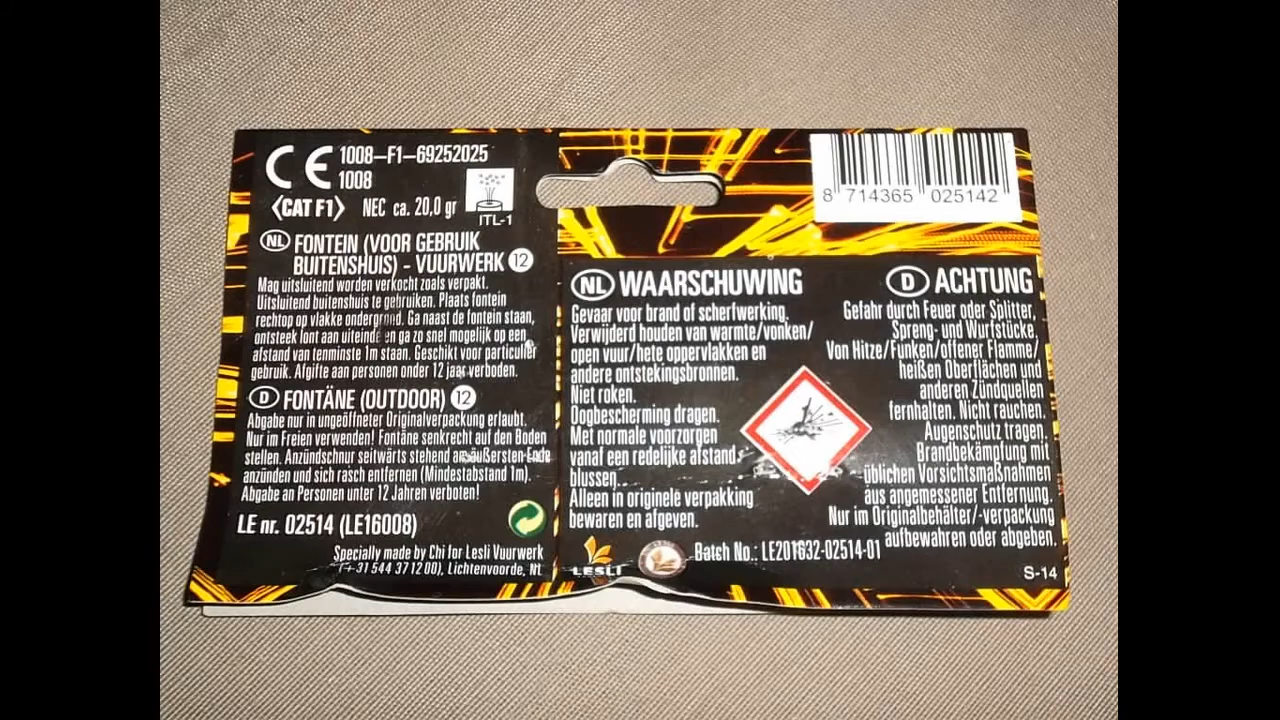 CE 1008-F1-69252025
1008
<CAT F1> NEC ca. 20,0 gr
ITL-1
NL FONTEIN (VOOR GEBRUIK
BUITENSHUIS) - VUURWERK 12
Mag uitsluitend worden verkocht zoals verpakt.
Uitsluitend buitenshuis te gebruiken. Plaats fontein
rechtop op vlakke ondergrond. Ga naast de fontein staan,
ontsteek lont aan uiteinde en ga zo snel mogelijk op een
afstand van tenminste 1m staan. Geschikt voor particulier
gebruik. Afgifte aan personen onder 12 jaar verboden.
D FONTÄNE (OUTDOOR) 12
Abgabe nur in ungeöffneter Originalverpackung erlaubt.
Nur im Freien verwenden! Fontäne senkrecht auf den Boden
stellen. Anzündschnur seitwärts stehend am äußersten Ende
anzünden und sich rasch entfernen (Mindestabstand 1m).
Abgabe an Personen unter 12 Jahren verboten!
LE nr. 02514 (LE16008)
Specially made by Chi for Lesli Vuurwerk
(+31 544 371200), Lichtenvoorde, NL
8 714365 025142
NL WAARSCHUWING
Gevaar voor brand of scherfwerking.
Verwijderd houden van warmte/vonken/
open vuur/hete oppervlakken en
andere ontstekingsbronnen.
Niet roken.
Oogbescherming dragen.
Met normale voorzorgen
vanaf een redelijke afstand
blussen.
Alleen in originele verpakking
bewaren en afgeven.
D ACHTUNG
Gefahr durch Feuer oder Splitter,
Spreng- und Wurfstücke.
Von Hitze/Funken/offener Flamme/
heißen Oberflächen und
anderen Zündquellen
fernhalten. Nicht rauchen.
Augenschutz tragen.
Brandbekämpfung mit
üblichen Vorsichtsmaßnahmen
aus angemessener Entfernung.
Nur im Originalbehälter/-verpackung
aufbewahren oder abgeben.
LESLI
Batch No.: LE201632-02514-01
S-14